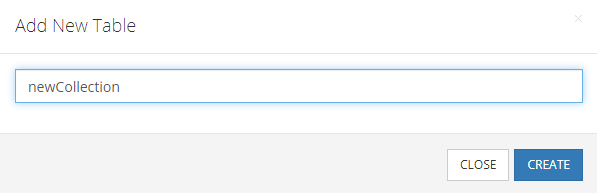 Add New Table
×
newCollection
CLOSE
CREATE